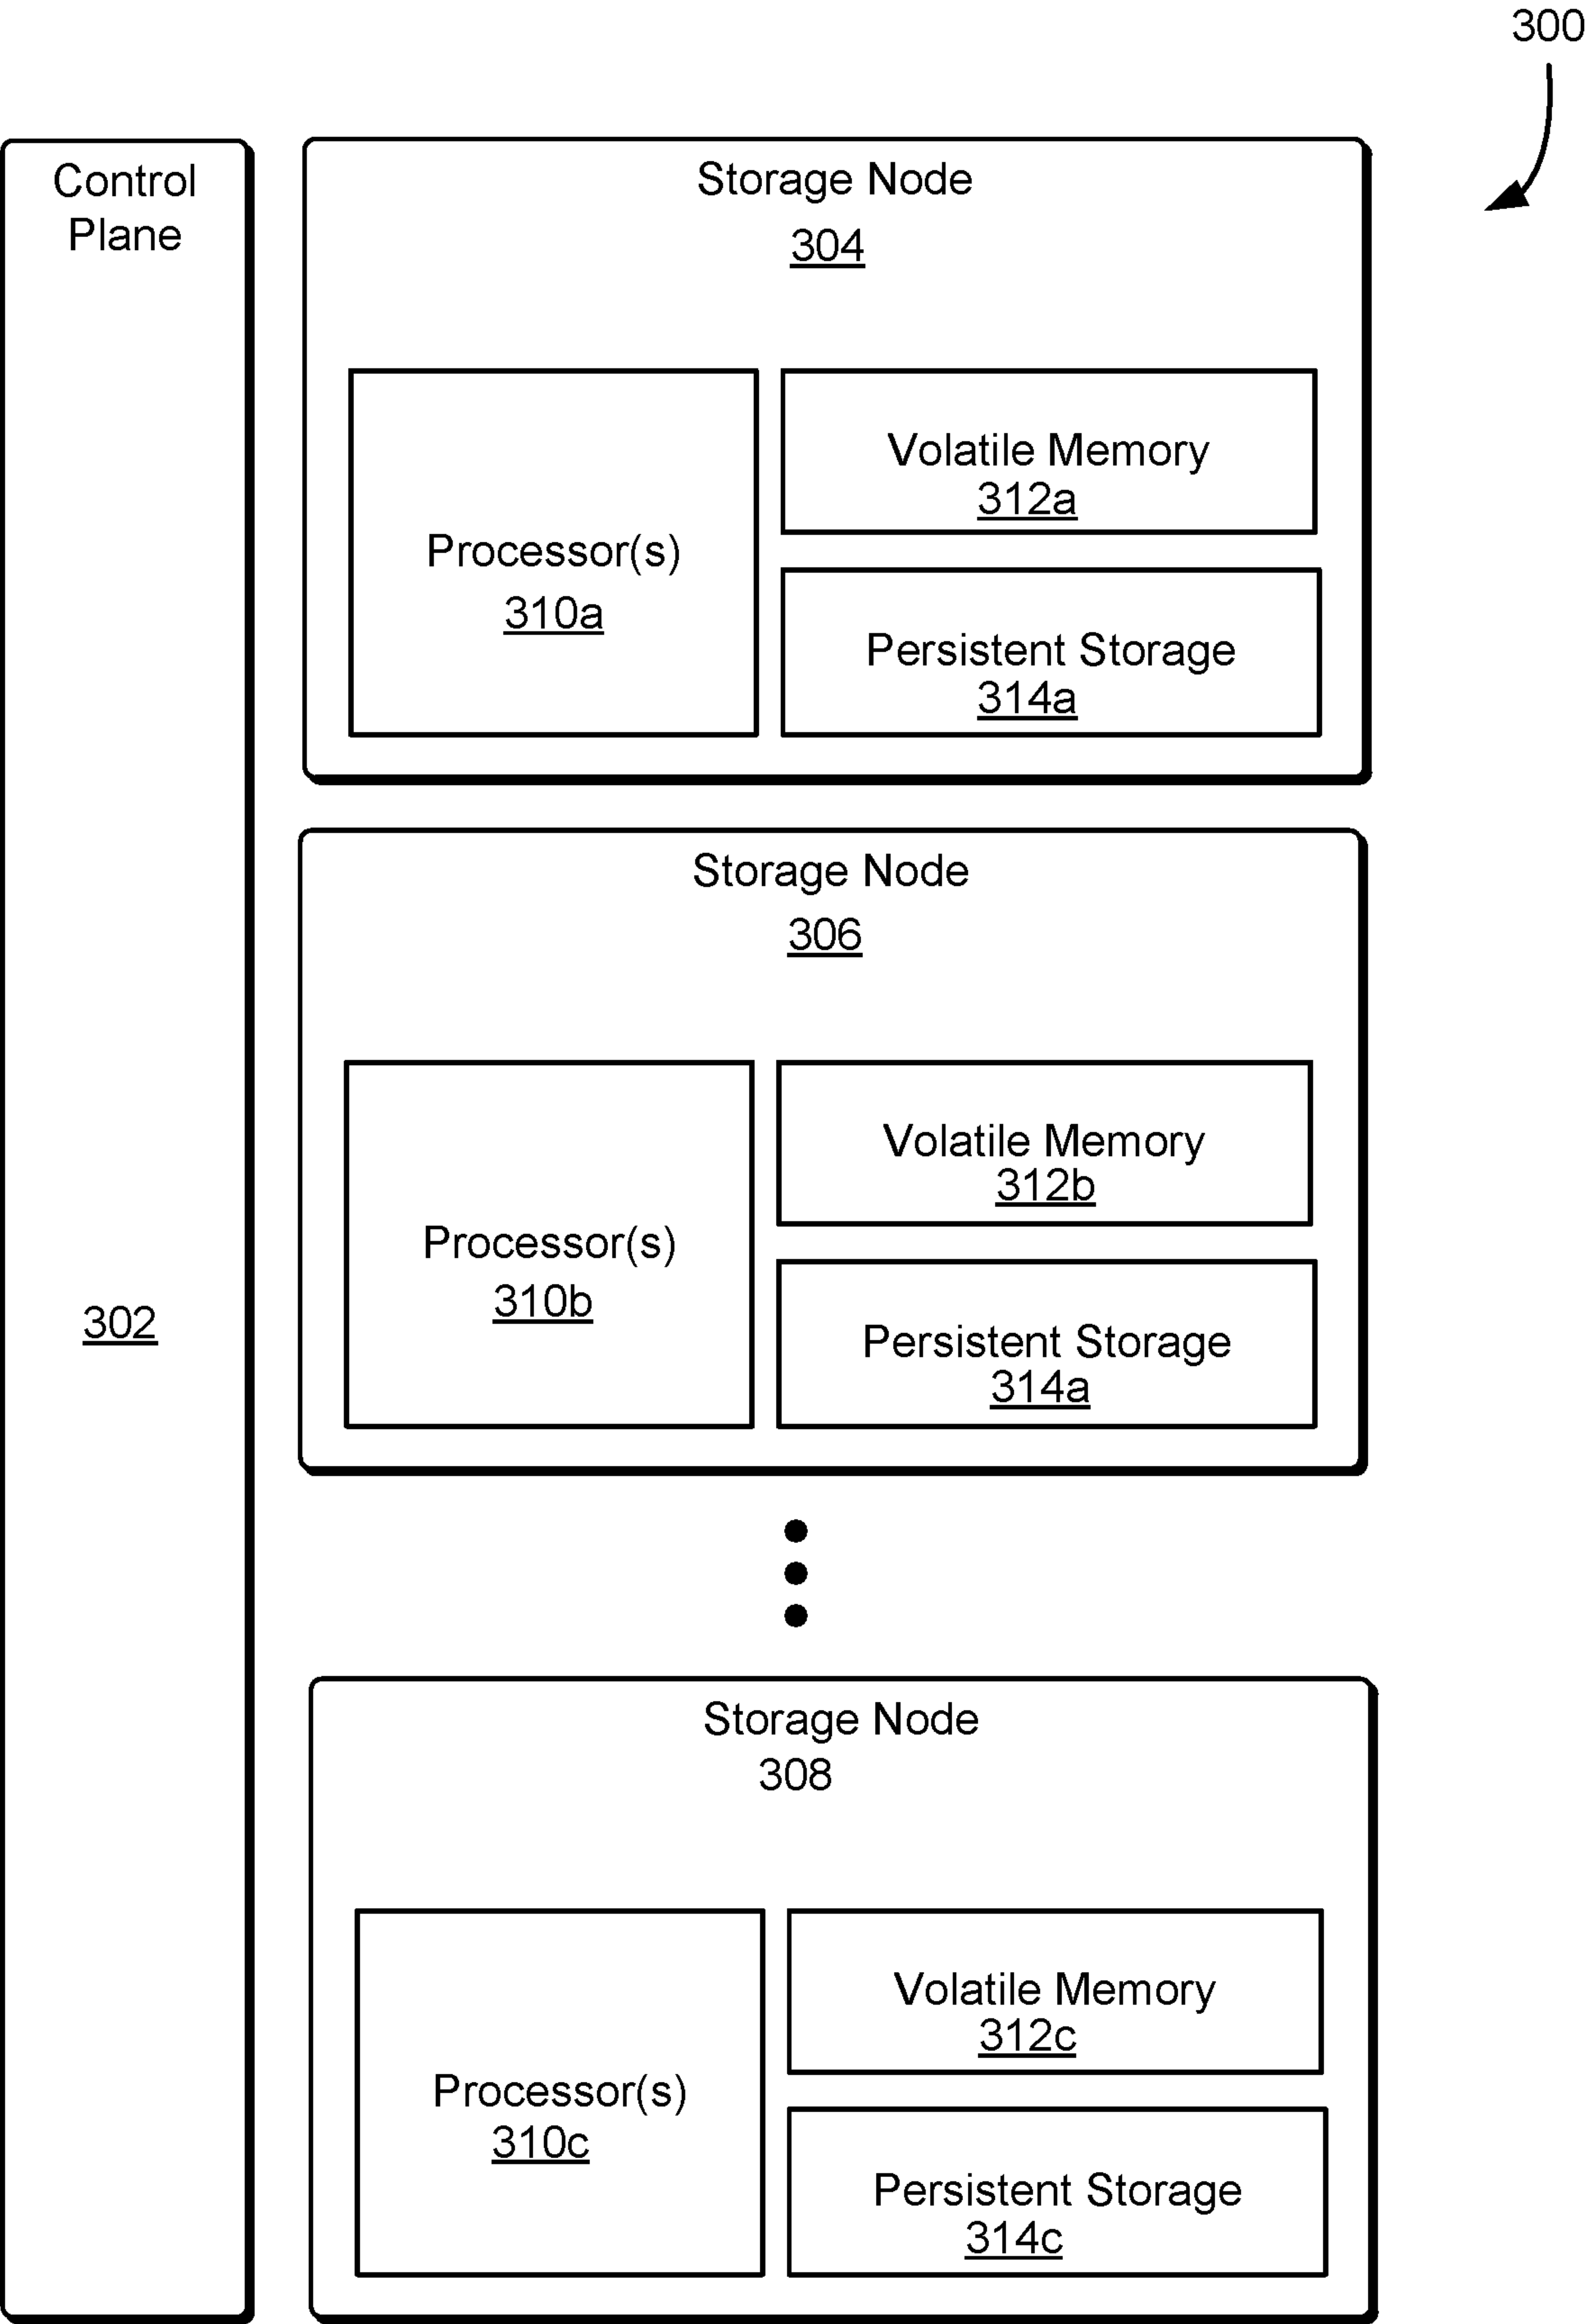 300
Control
Plane
302
Storage Node
304
Processor(s)
310a
Volatile Memory
312a
Persistent Storage
314a
Storage Node
306
Processor(s)
310b
Volatile Memory
312b
Persistent Storage
314a
Storage Node
308
Processor(s)
310c
Volatile Memory
312c
Persistent Storage
314c